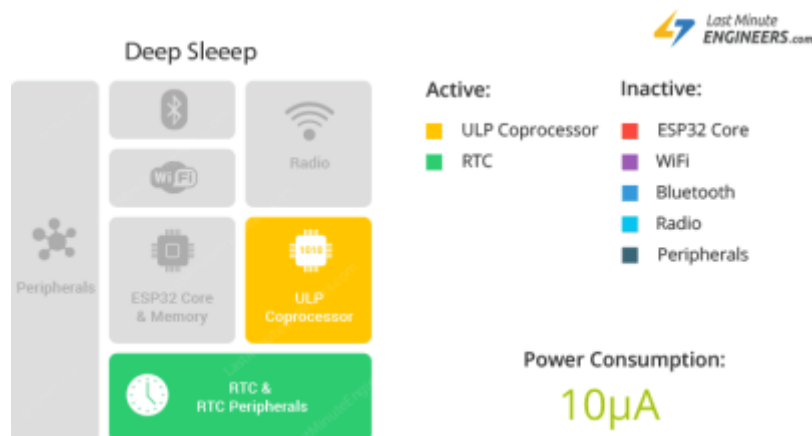 Last Minute
ENGINEERS.com
Deep Sleeep
WiFi
Radio
Peripherals
ESP32 Core
& Memory
1010
ULP
Coprocessor
RTC &
RTC Peripherals
Active:
ULP Coprocessor
RTC
Inactive:
ESP32 Core
WiFi
Bluetooth
Radio
Peripherals
Power Consumption:
10μA